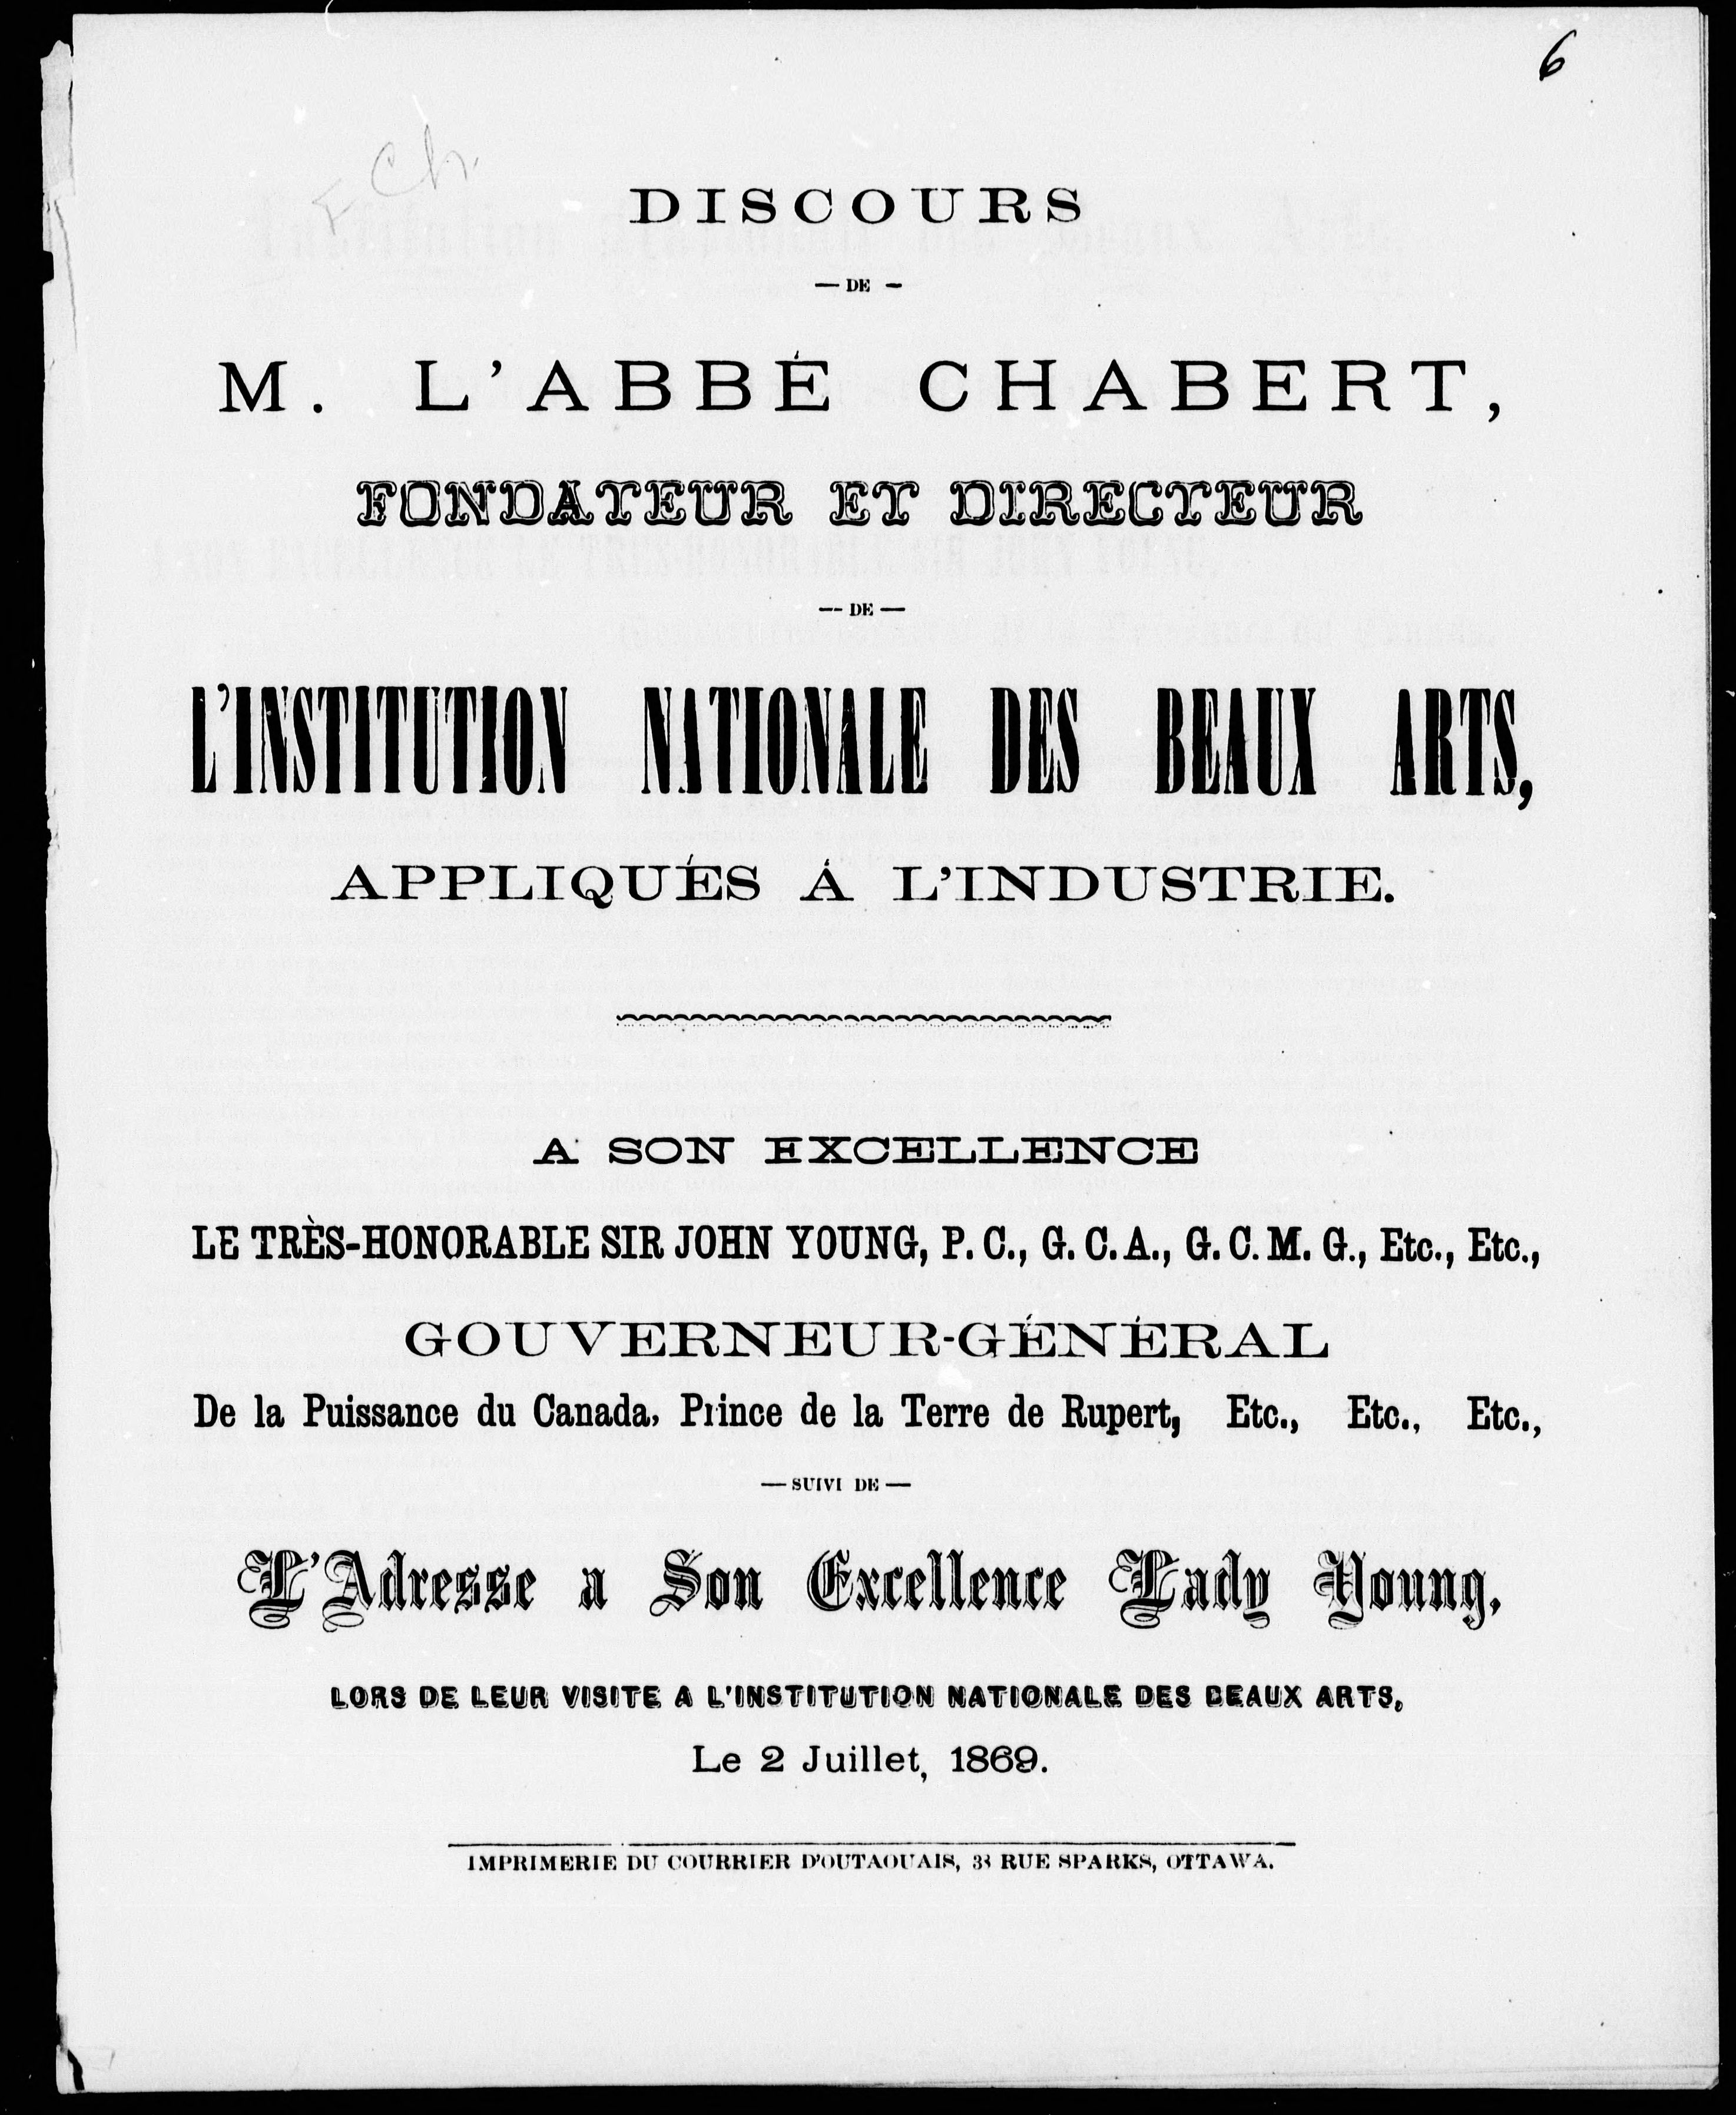 6
Ch.
DISCOURS
— DE -
M. L'ABBÉ CHABERT,
FONDATEUR ET DIRECTEUR
— DE —
L'INSTITUTION NATIONALE DES BEAUX ARTS,
APPLIQUÉS À L'INDUSTRIE.
A SON EXCELLENCE
LE TRÈS-HONORABLE SIR JOHN YOUNG, P. C., G. C. A., G. C. M. G., Etc., Etc.,
GOUVERNEUR-GÉNÉRAL
De la Puissance du Canada, Prince de la Terre de Rupert, Etc., Etc., Etc.,
— SUIVI DE —
L'Adresse a Son Excellence Lady Young,
LORS DE LEUR VISITE A L'INSTITUTION NATIONALE DES BEAUX ARTS,
Le 2 Juillet, 1869.
IMPRIMERIE DU COURRIER D'OUTAOUAIS, RUE SPARKS, OTTAWA.